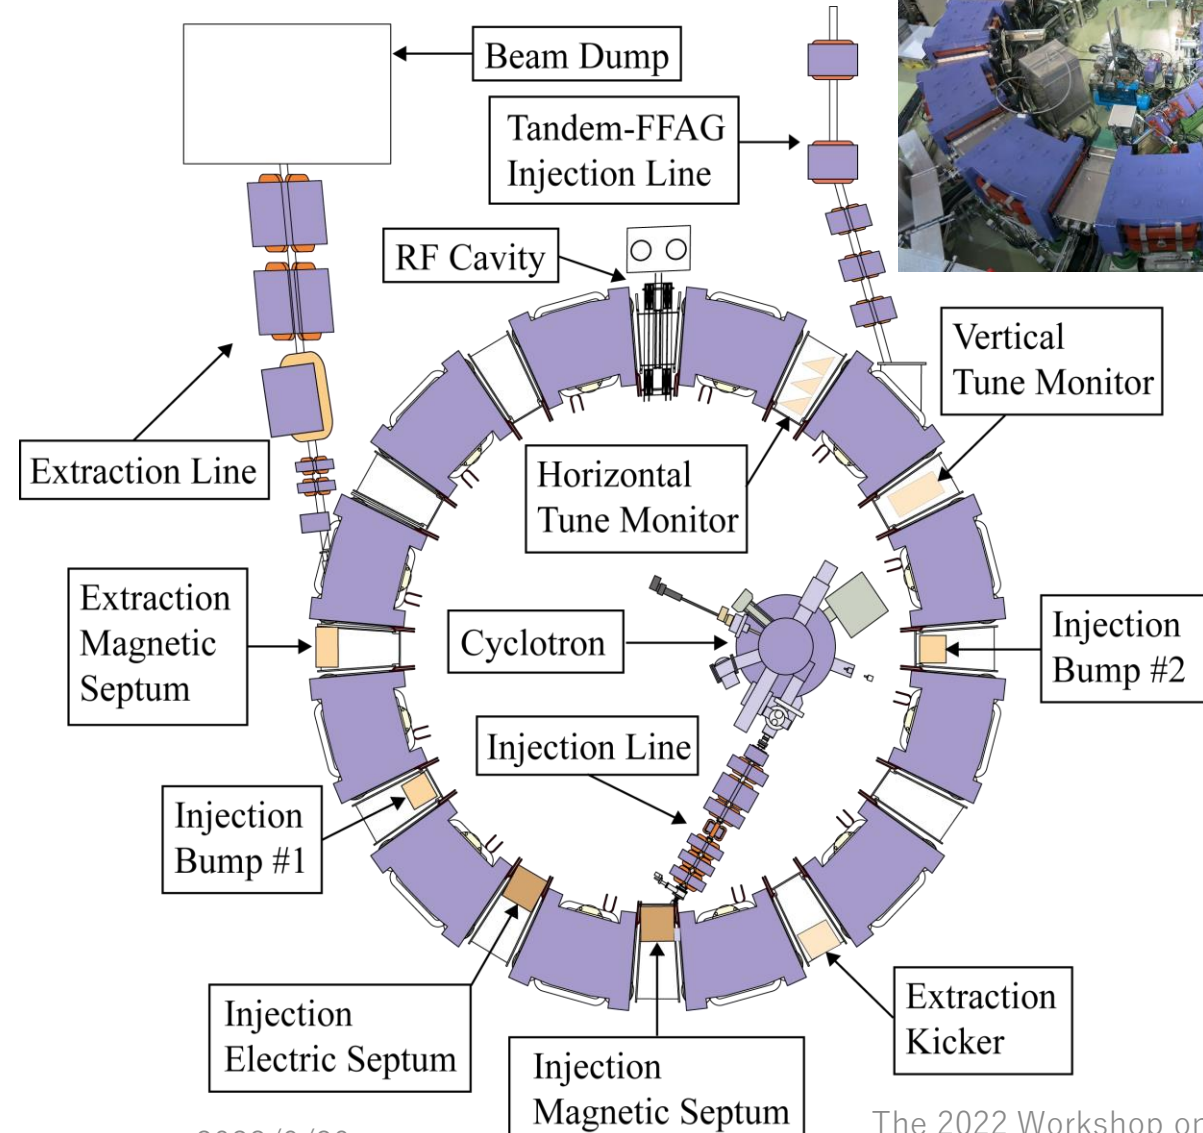 Beam Dump
Tandem-FFAG
Injection Line
RF Cavity
Vertical
Tune Monitor
Extraction Line
Horizontal
Tune Monitor
Extraction
Magnetic
Septum
Cyclotron
Injection
Bump #2
Injection Line
Injection
Bump #1
Extraction
Kicker
Injection
Electric Septum
Injection
Magnetic Septum
The 2022 Workshop on